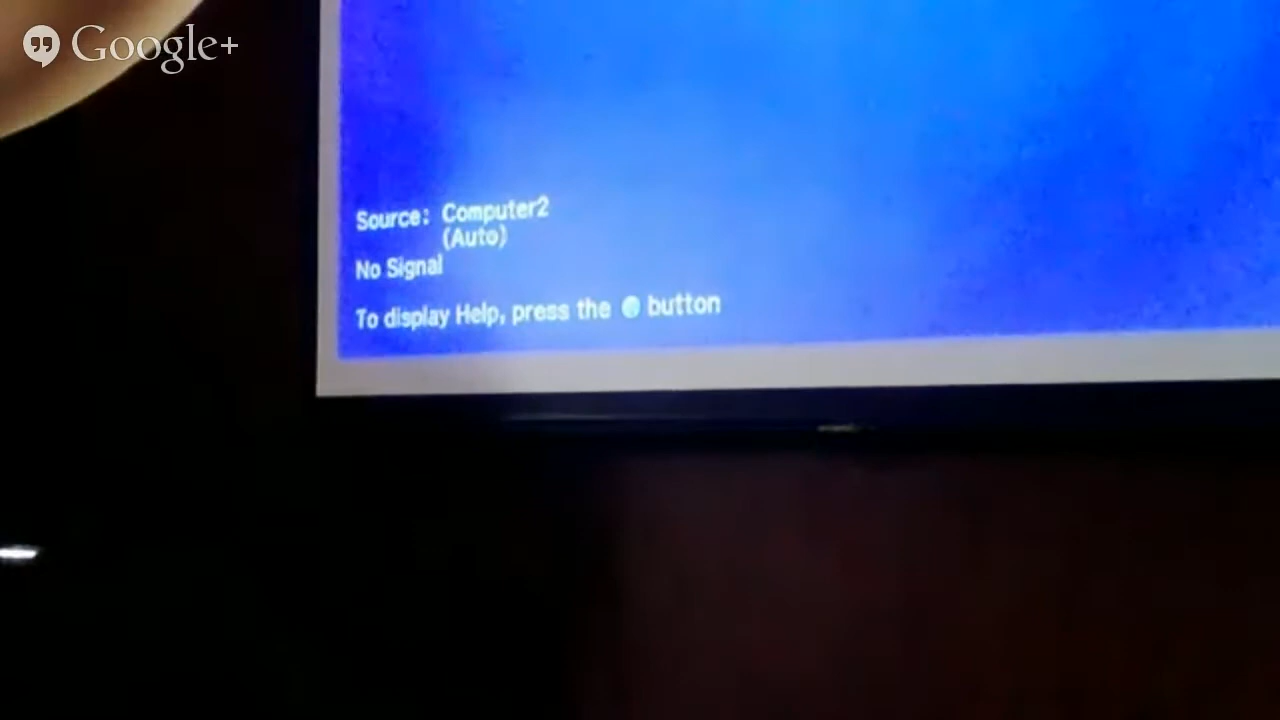 Google+
Source: Computer2
(Auto)
No Signal
To display Help, press the button